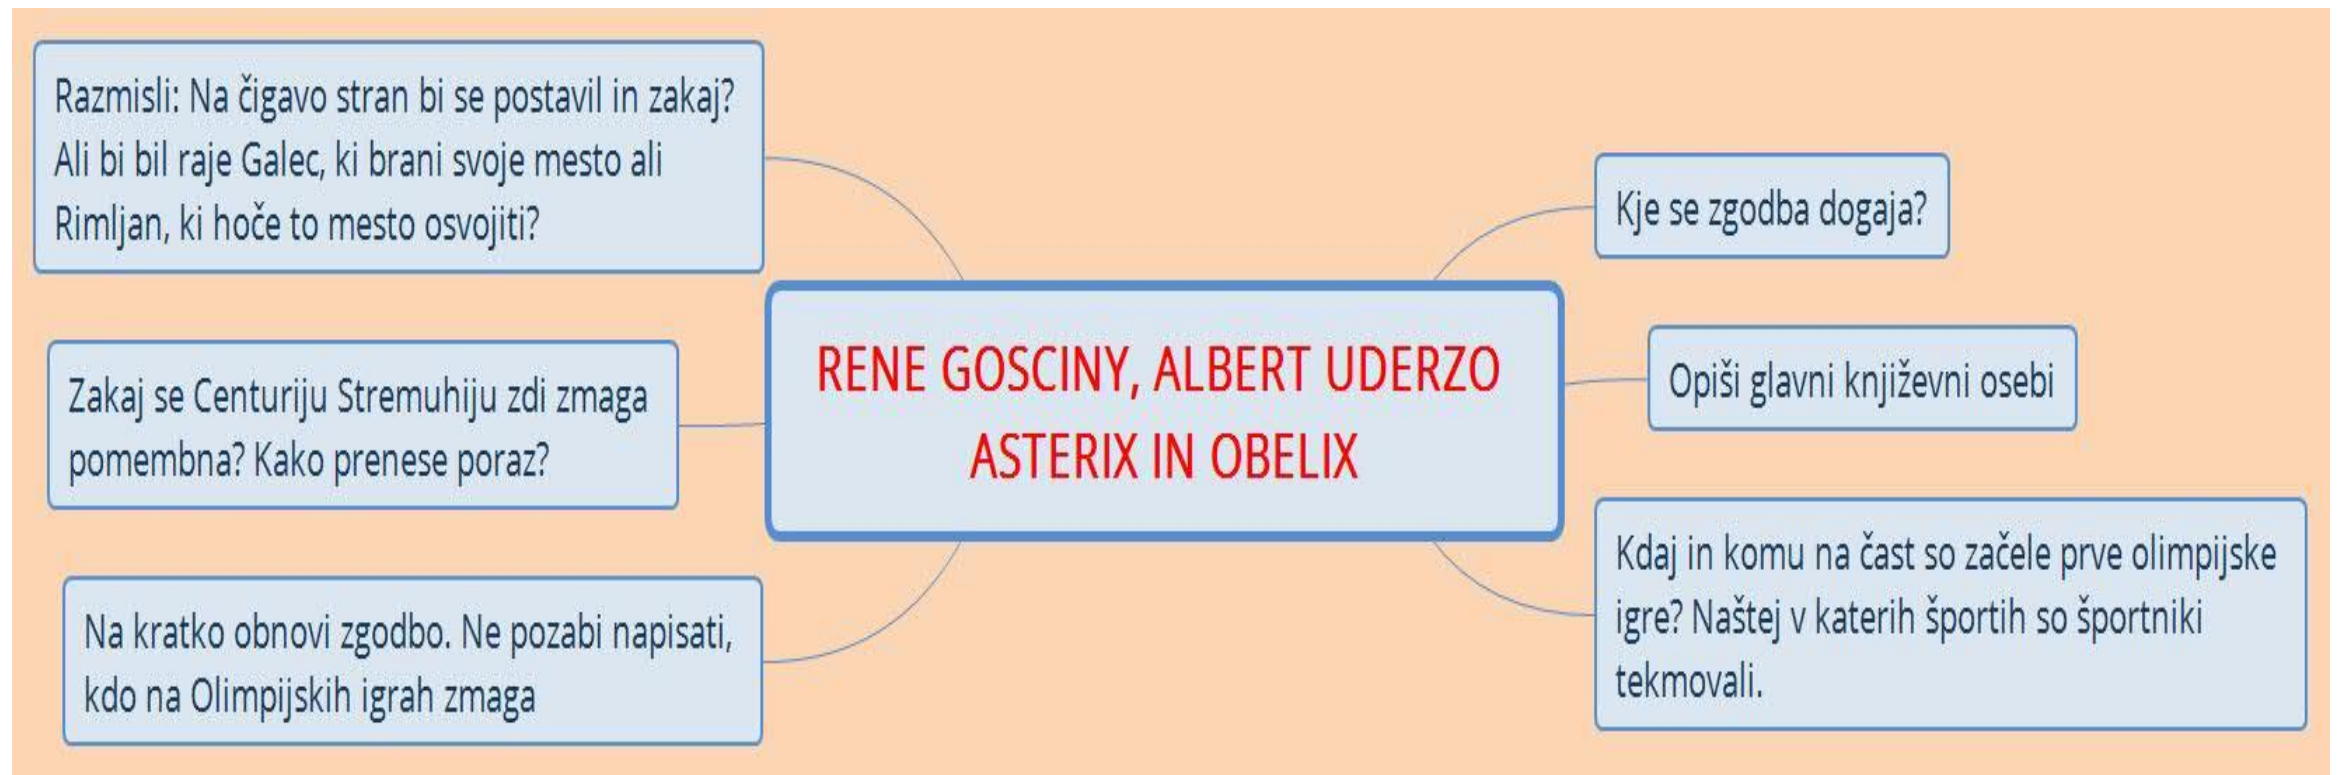 Razmisli: Na čigavo stran bi se postavil in zakaj?
Ali bi bil raje Galec, ki brani svoje mesto ali
Rimljan, ki hoče to mesto osvojiti?
Zakaj se Centuriju Stremuhiju zdi zmaga
pomembna? Kako prenese poraz?
Na kratko obnovi zgodbo. Ne pozabi napisati,
kdo na Olimpijskih igrah zmaga
RENE GOSCINY, ALBERT UDERZO
ASTERIX IN OBELIX
Kje se zgodba dogaja?
Opiši glavni književni osebi
Kdaj in komu na čast so začele prve olimpijske
igre? Naštej v katerih športih so športniki
tekmovali.